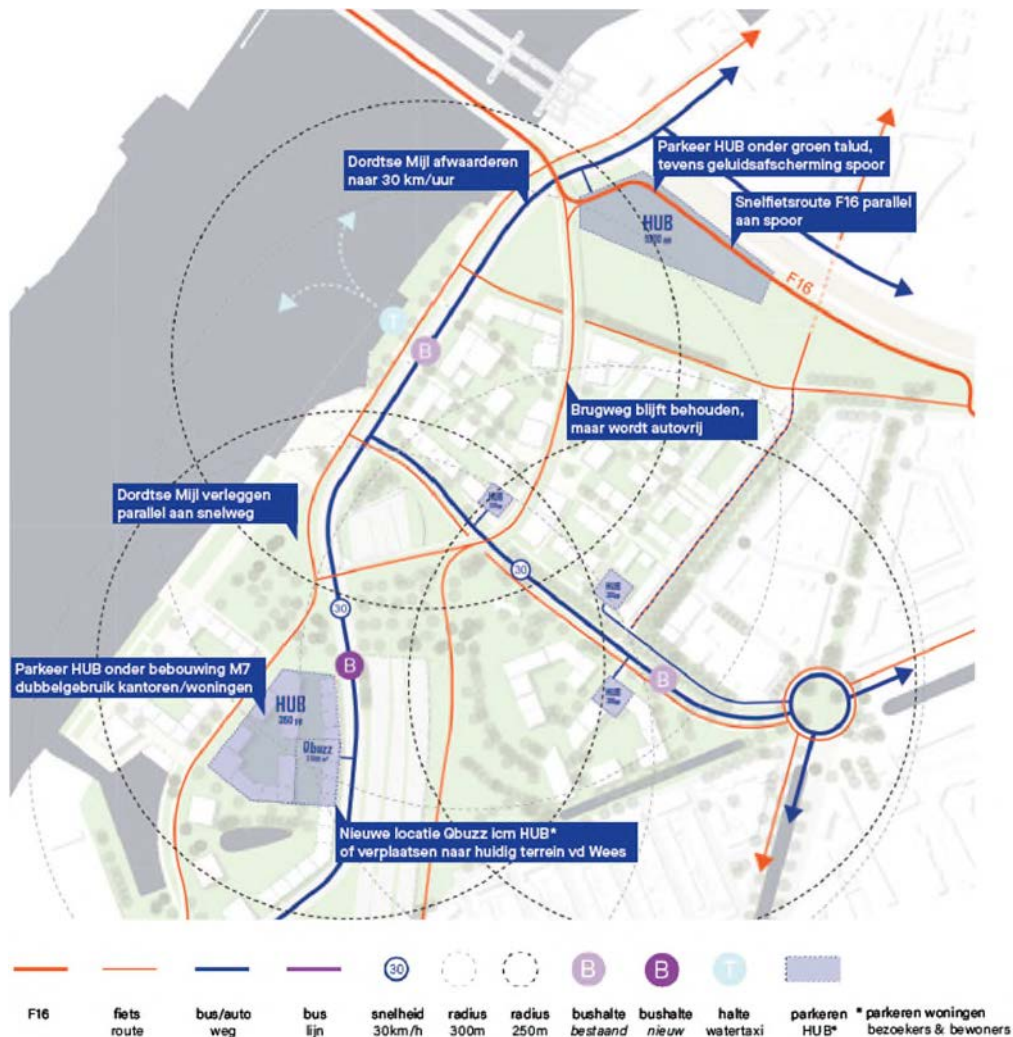 Dordtse Mijl afwaarderen
naar 30 km/uur
Parkeer HUB onder groen talud,
tevens geluidsafscherming spoor
Snelfietsroute F16 parallel
aan spoor
HUB
F16
T
B
Brugweg blijft behouden,
maar wordt autovrij
Dordtse Mijl verleggen
parallel aan snelweg
HUB
30
HUB
30
B
Parkeer HUB onder bebouwing M7
dubbelgebruik kantoren/woningen
HUB
350 pp
HUB
B
Qbuzz
Nieuwe locatie Qbuzz icm HUB*
of verplaatsen naar huidig terrein vd Wees
30
B
B
T
F16
fiets
route
bus/auto
weg
bus
lijn
snelheid
30km/h
radius
300m
radius
250m
bushalte
bestaand
bushalte
nieuw
halte
watertaxi
parkeren
HUB*
* parkeren woningen
bezoekers & bewoners